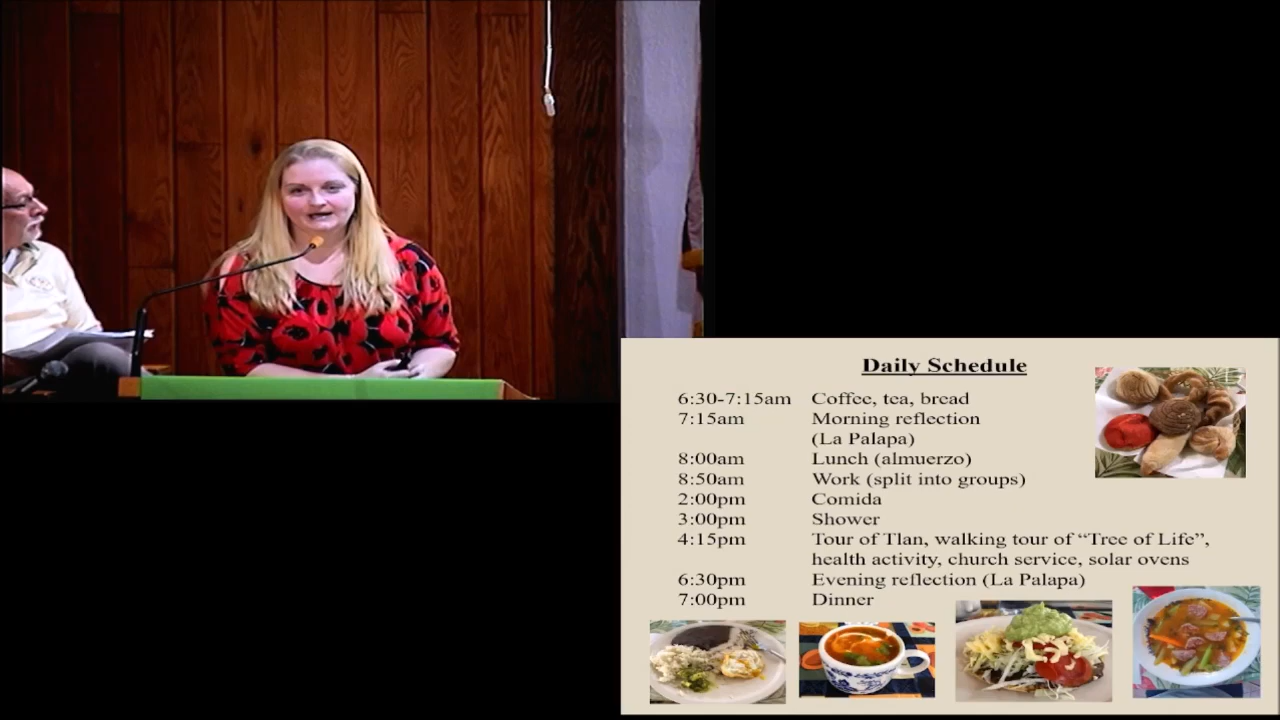 Daily Schedule
6:30-7:15am Coffee, tea, bread
7:15am Morning reflection
(La Palapa)
8:00am Lunch (almuerzo)
8:50am Work (split into groups)
2:00pm Comida
3:00pm Shower
4:15pm Tour of Tlan, walking tour of “Tree of Life”,
health activity, church service, solar ovens
6:30pm Evening reflection (La Palapa)
7:00pm Dinner